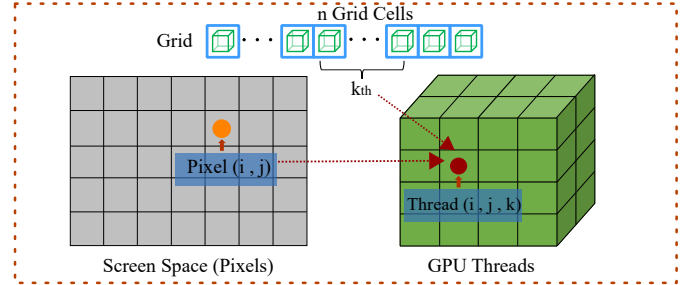 n Grid Cells
Grid
kth
Pixel (i , j)
Thread (i , j , k)
Screen Space (Pixels)
GPU Threads